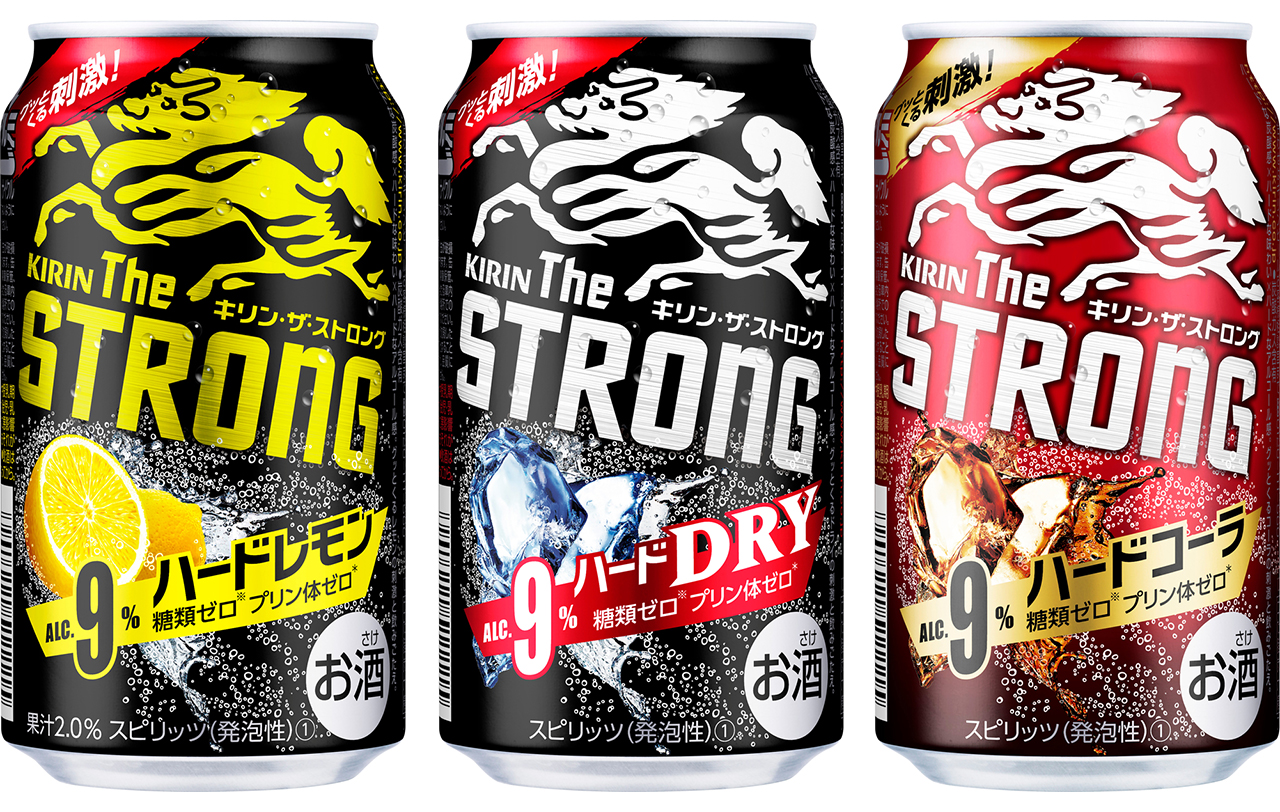 グッとくる刺激!
KIRIN The
キリン・ザ・ストロング
STRONG
ハードレモン
ALC.9%
糖類ゼロ※プリン体ゼロ*
さけ
お酒
果汁2.0% スピリッツ(発泡性)①
グッとくる刺激!
KIRIN The
キリン・ザ・ストロング
STRONG
ハードDRY
ALC.9%
糖類ゼロ※プリン体ゼロ*
さけ
お酒
スピリッツ(発泡性)①
グッとくる刺激!
KIRIN The
キリン・ザ・ストロング
STRONG
ハードコーラ
ALC.9%
糖類ゼロ※プリン体ゼロ*
さけ
お酒
スピリッツ(発泡性)①